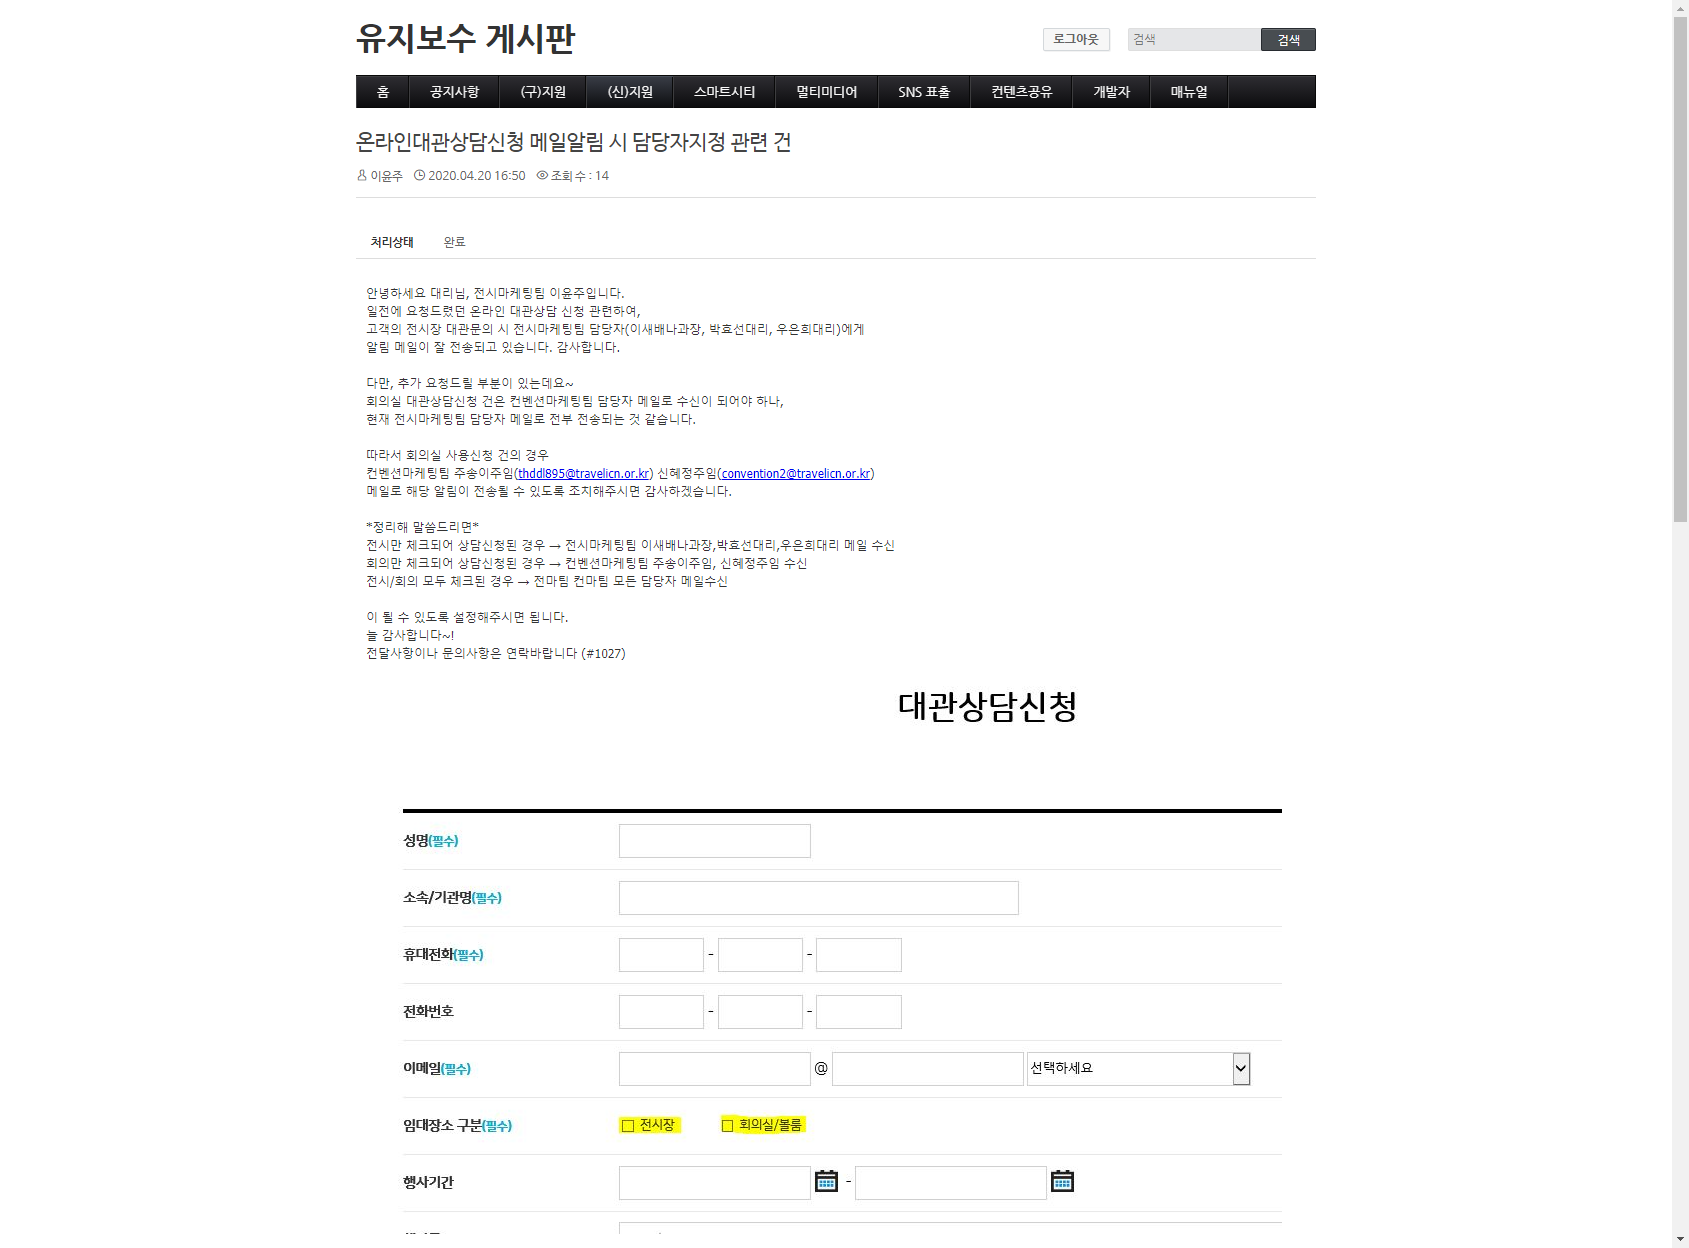 유지보수 게시판
로그아웃 검색 검색
홈 공지사항 (구)지원 (신)지원 스마트시티 멀티미디어 SNS 표출 컨텐츠공유 개발자 매뉴얼
온라인대관상담신청 메일알림 시 담당자지정 관련 건
이윤주 2020.04.20 16:50 조회 수 : 14
처리상태 완료
안녕하세요 대리님, 전시마케팅팀 이윤주입니다.
일전에 요청드렸던 온라인 대관상담 신청 관련하여,
고객의 전시장 대관문의 시 전시마케팅팀 담당자(이새배나과장, 박효선대리, 우은희대리)에게
알림 메일이 잘 전송되고 있습니다. 감사합니다.
다만, 추가 요청드릴 부분이 있는데요~
회의실 대관상담신청 건은 컨벤션마케팅팀 담당자 메일로 수신이 되어야 하나,
현재 전시마케팅팀 담당자 메일로 전부 전송되는 것 같습니다.
따라서 회의실 사용신청 건의 경우
컨벤션마케팅팀 주송이주임(thddl895@travelicn.or.kr) 신혜정주임(convention2@travelicn.or.kr)
메일로 해당 알림이 전송될 수 있도록 조치해주시면 감사하겠습니다.
*정리해 말씀드리면*
전시만 체크되어 상담신청된 경우 → 전시마케팅팀 이새배나과장,박효선대리,우은희대리 메일 수신
회의만 체크되어 상담신청된 경우 → 컨벤션마케팅팀 주송이주임, 신혜정주임 수신
전시/회의 모두 체크된 경우 → 전마팀 컨마팀 모든 담당자 메일수신
이 될 수 있도록 설정해주시면 됩니다.
늘 감사합니다~!
전달사항이나 문의사항은 연락바랍니다 (#1027)
대관상담신청
성명(필수)
소속/기관명(필수)
휴대전화(필수) - -
전화번호 - -
이메일(필수) @ 선택하세요
임대장소 구분(필수) 전시장 회의실/볼룸
행사기간 -